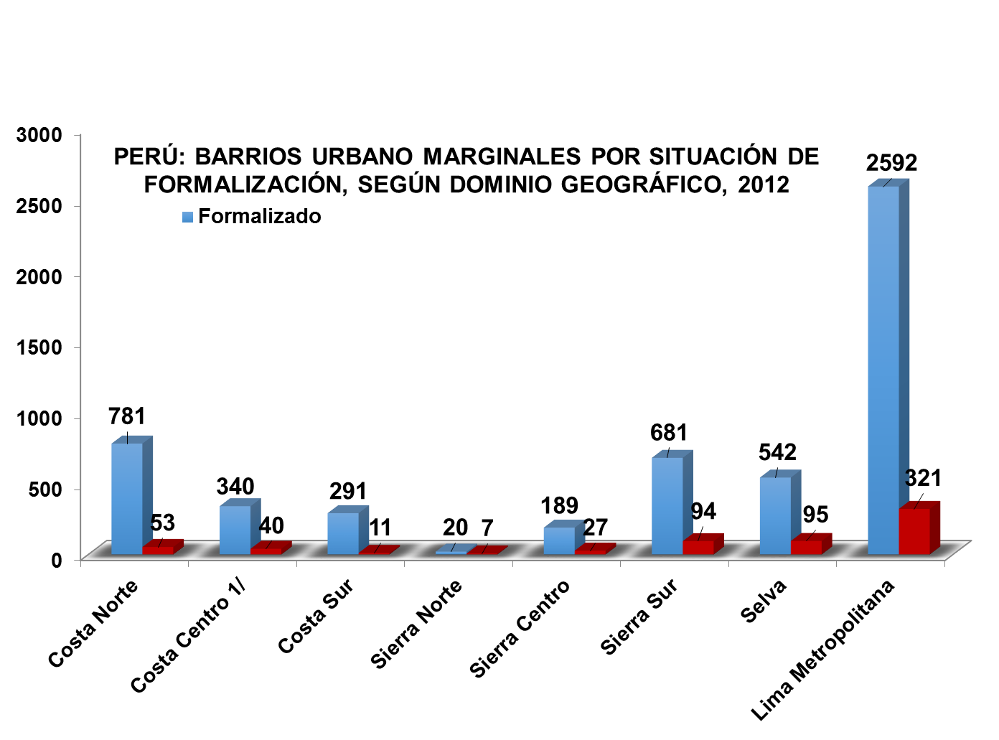 PERÚ: BARRIOS URBANO MARGINALES POR SITUACIÓN DE
FORMALIZACIÓN, SEGÚN DOMINIO GEOGRÁFICO, 2012
Formalizado
3000
2500
2000
1500
1000
500
0
781
53
340
40
291
11
20
7
189
27
681
94
542
95
2592
321
Costa Norte
Costa Centro 1/
Costa Sur
Sierra Norte
Sierra Centro
Sierra Sur
Selva
Lima Metropolitana